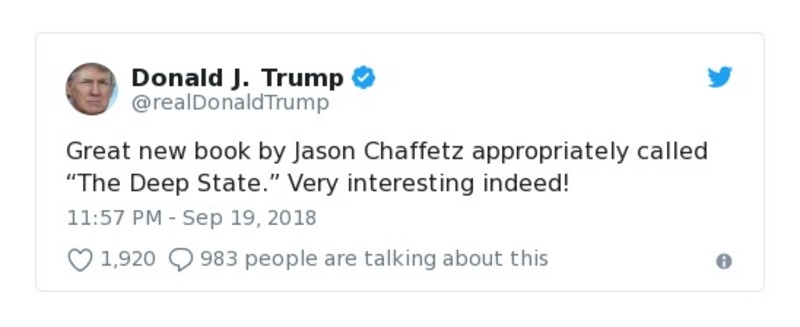 Donald J. Trump
@realDonaldTrump
Great new book by Jason Chaffetz appropriately called
“The Deep State.” Very interesting indeed!
11:57 PM - Sep 19, 2018
1,920 983 people are talking about this